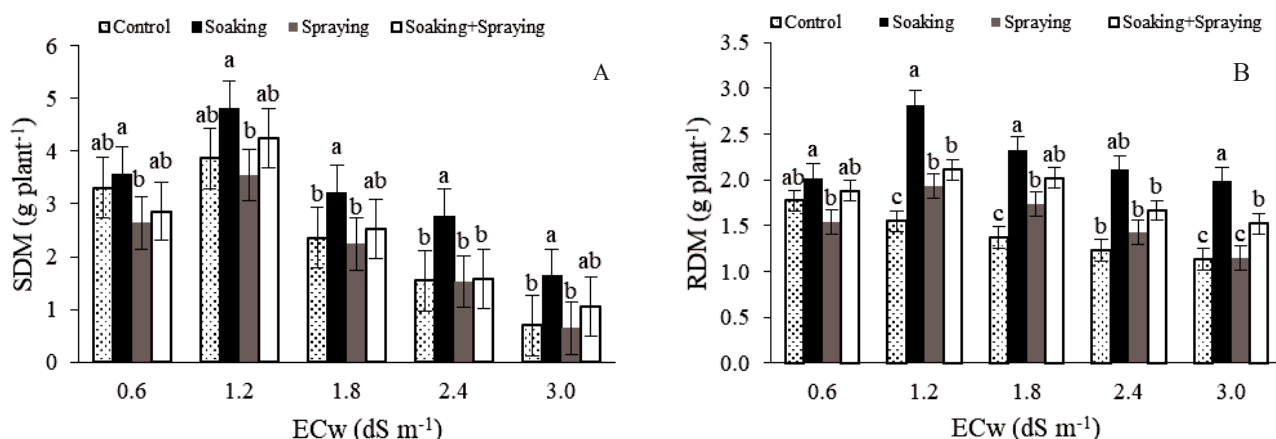 Control Soaking Spraying Soaking+Spraying
A
SDM (g plant⁻¹)
6
5
4
3
2
1
0
ab a b ab
ab a b ab
b a b ab
b a b b
b a b ab
0.6 1.2 1.8 2.4 3.0
ECw (dS m⁻¹)
Control Soaking Spraying Soaking+Spraying
B
RDM (g plant⁻¹)
3.5
3.0
2.5
2.0
1.5
1.0
0.5
0.0
ab a b ab
c a b b
c a b ab
b ab b b
c a c b
0.6 1.2 1.8 2.4 3.0
ECw (dS m⁻¹)